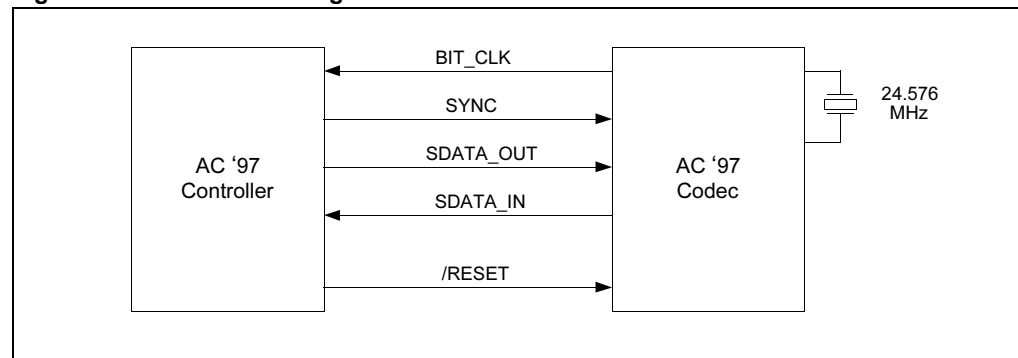 BIT_CLK
SYNC
SDATA_OUT
SDATA_IN
/RESET
AC ‘97
Controller
AC ‘97
Codec
24.576
MHz